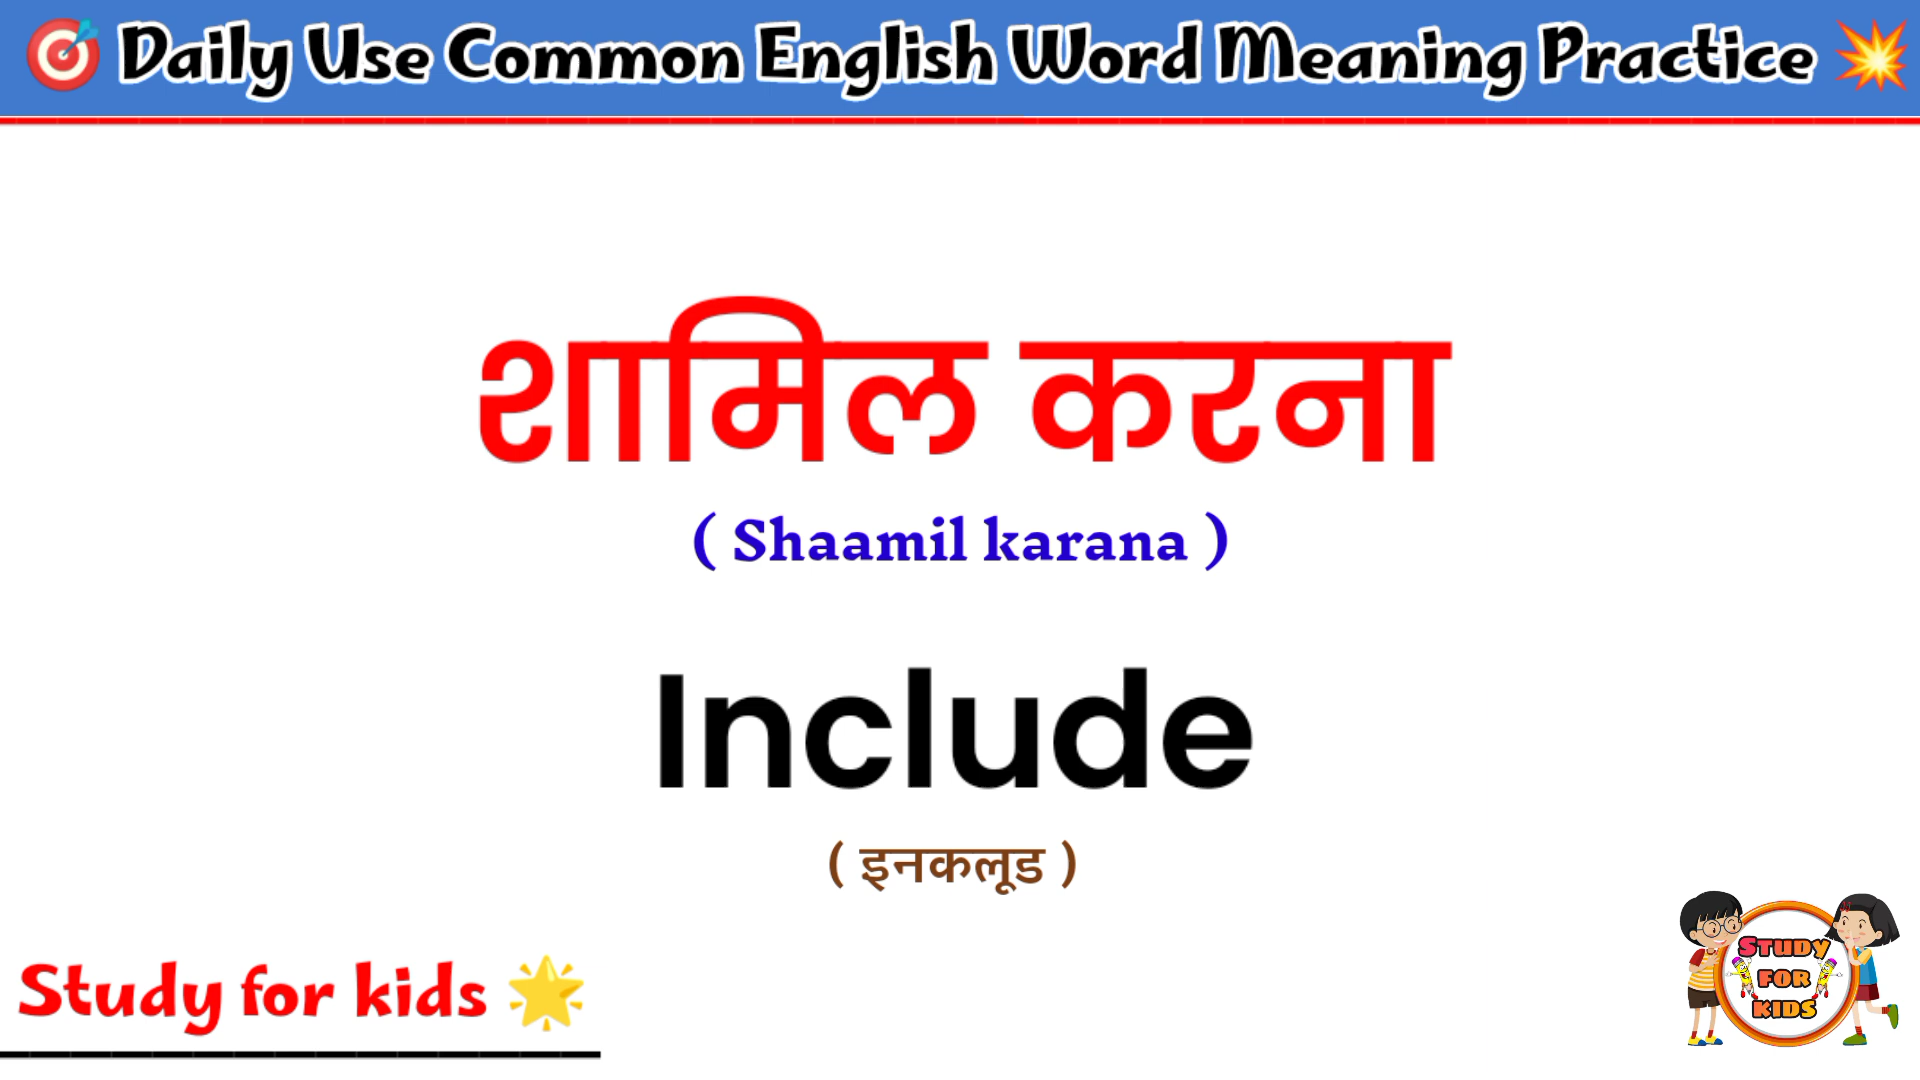 Daily Use Common English Word Meaning Practice
शामिल करना
( Shaamil karana )
Include
( इनकलूड )
Study for kids
STUDY
FOR
KIDS